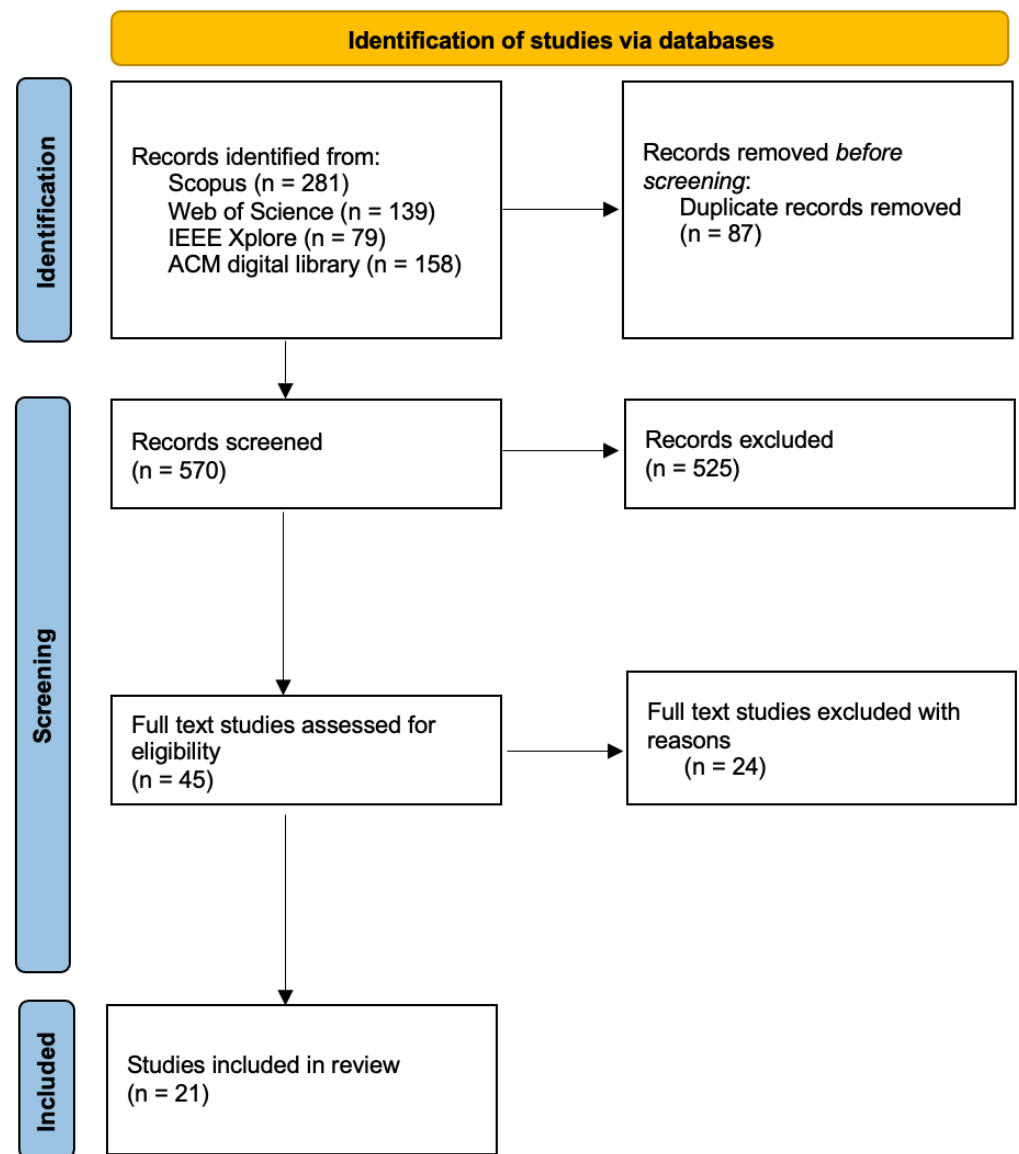 Identification of studies via databases
Identification
Records identified from:
Scopus (n = 281)
Web of Science (n = 139)
IEEE Xplore (n = 79)
ACM digital library (n = 158)
Records removed before
screening:
Duplicate records removed
(n = 87)
Screening
Records screened
(n = 570)
Records excluded
(n = 525)
Full text studies assessed for
eligibility
(n = 45)
Full text studies excluded with
reasons
(n = 24)
Included
Studies included in review
(n = 21)